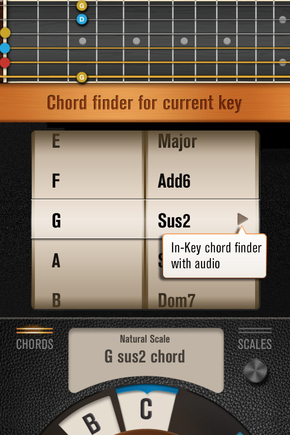 G
D
G
Chord finder for current key
E Major
F Add6
G Sus2
In-Key chord finder
with audio
A S
B Dom7
CHORDS
Natural Scale
SCALES
G sus2 chord
B C